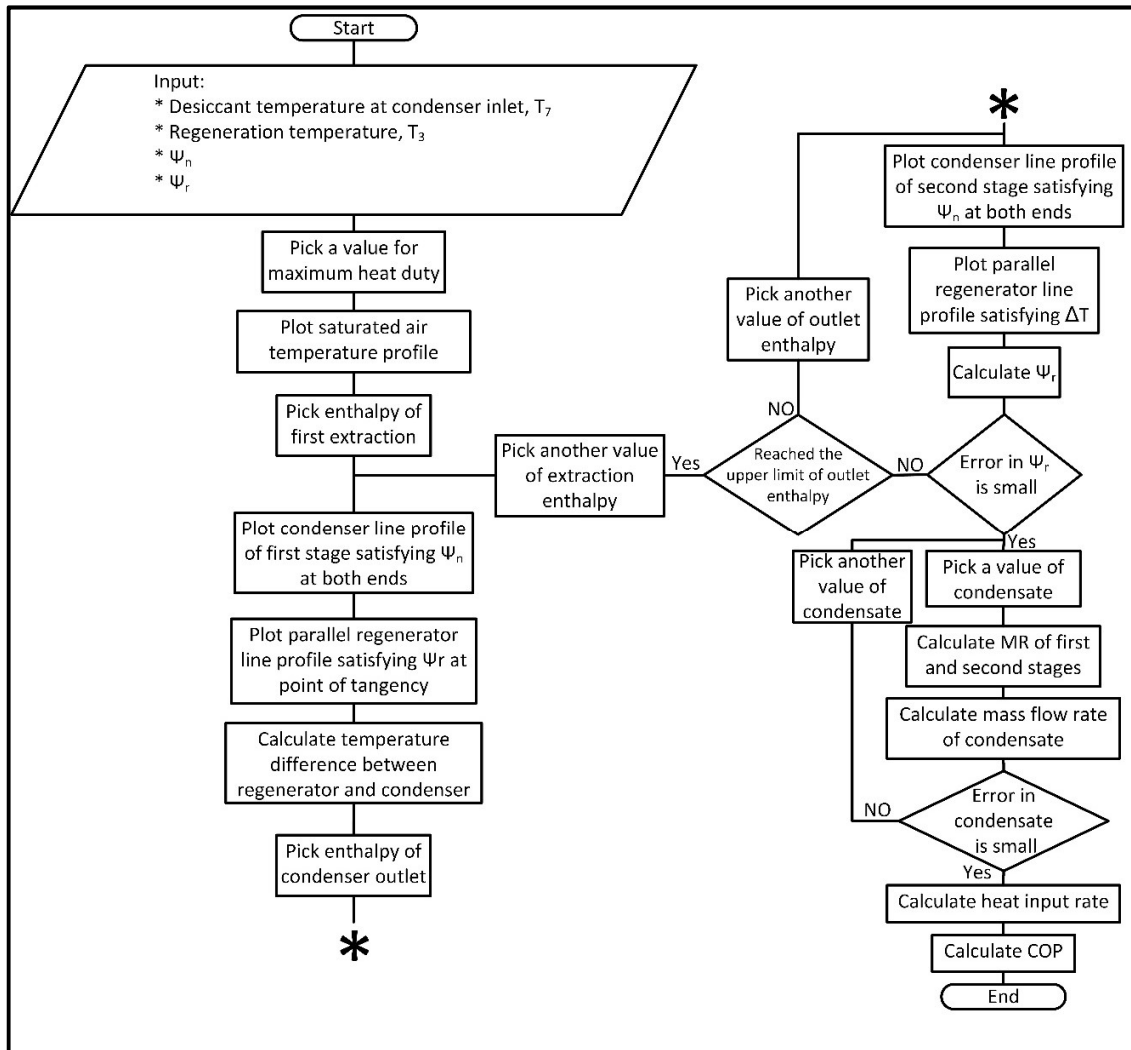 Start
Input:
* Desiccant temperature at condenser inlet, T₇
* Regeneration temperature, T₃
* Ψₙ
* Ψᵣ
Pick a value for
maximum heat duty
Plot saturated air
temperature profile
Pick enthalpy of
first extraction
Plot condenser line profile
of first stage satisfying Ψₙ
at both ends
Plot parallel regenerator
line profile satisfying Ψr at
point of tangency
Calculate temperature
difference between
regenerator and condenser
Pick enthalpy of
condenser outlet
*
*
Plot condenser line profile
of second stage satisfying
Ψₙ at both ends
Plot parallel
regenerator line
profile satisfying ΔT
Calculate Ψᵣ
Error in Ψᵣ
is small
NO
Reached the
upper limit of outlet
enthalpy
NO
Pick another
value of outlet
enthalpy
Yes
Pick another value
of extraction
enthalpy
Yes
Pick a value of
condensate
Pick another
value of
condensate
Calculate MR of first
and second stages
Calculate mass flow rate
of condensate
Error in
condensate
is small
NO
Yes
Calculate heat input rate
Calculate COP
End